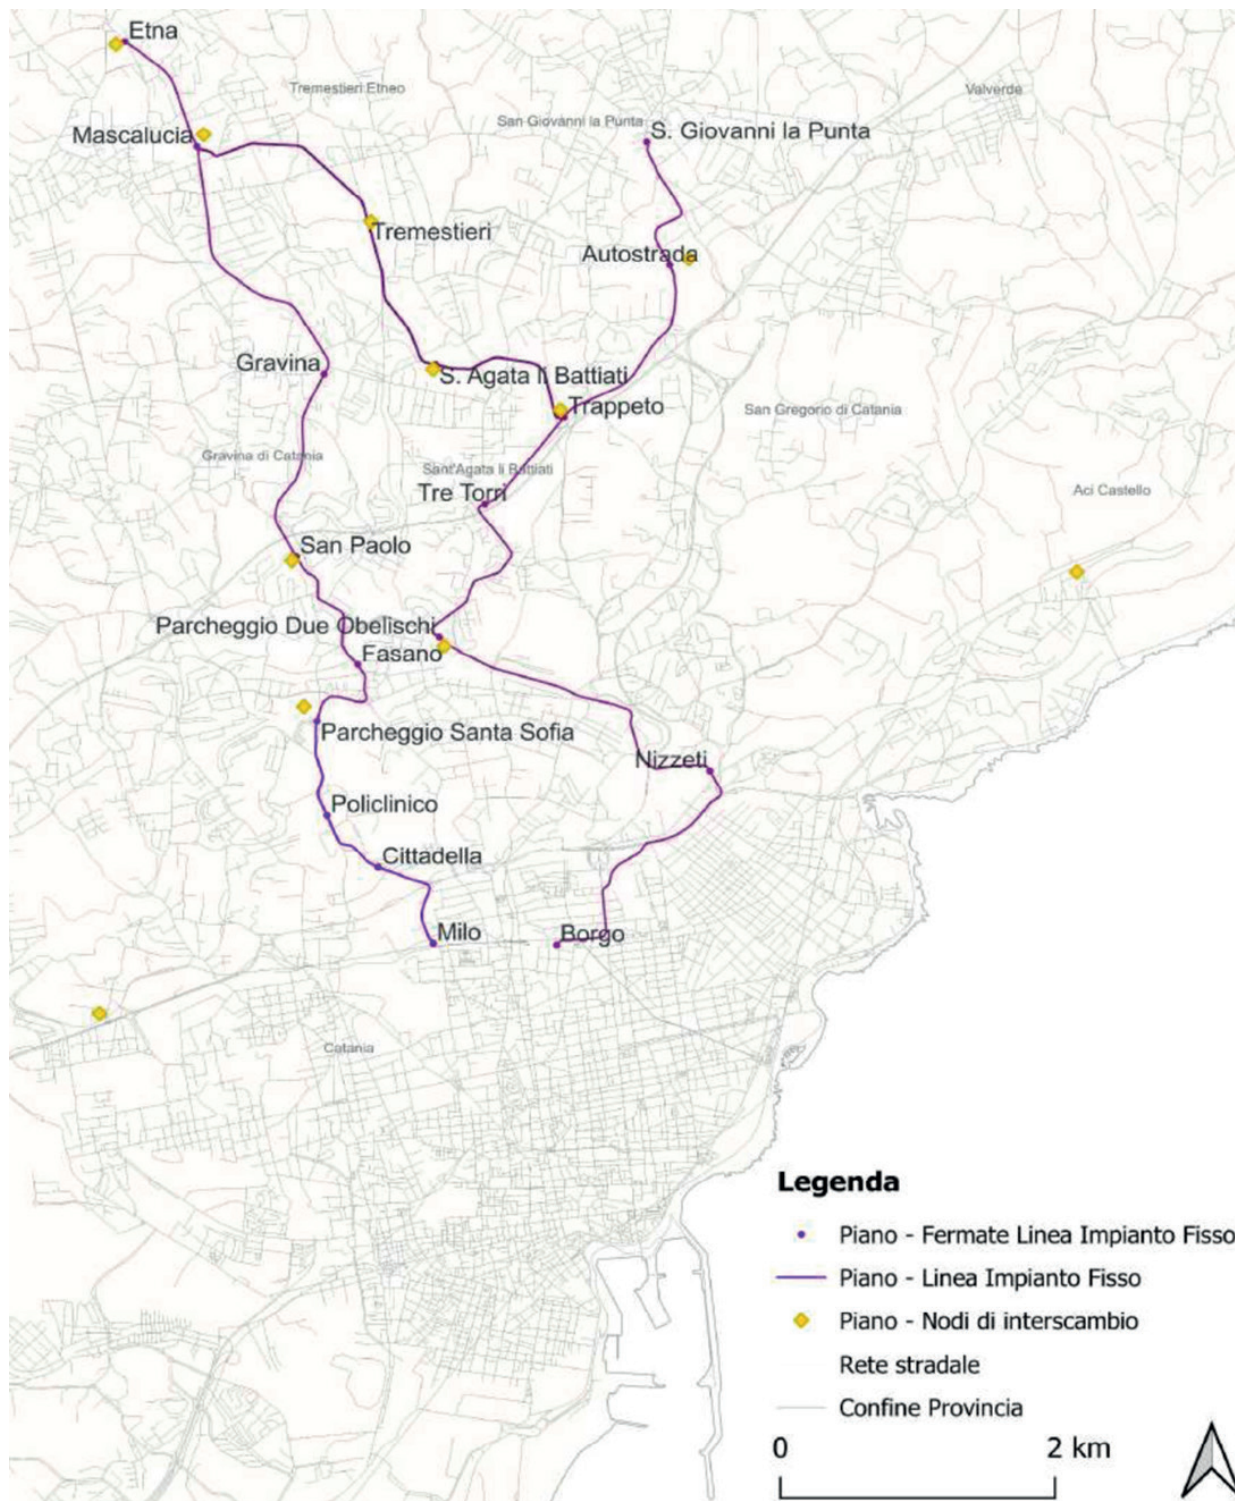 Etna
Tremestieri Etneo
Valverde
San Giovanni la Punta
S. Giovanni la Punta
Mascalucia
Tremestieri
Autostrada
Gravina
S. Agata li Battiati
Trappeto
San Gregorio di Catania
Gravina di Catania
Sant'Agata li Battiati
Tre Torri
Aci Castello
San Paolo
Parcheggio Due Obelischi
Fasano
Parcheggio Santa Sofia
Nizzeti
Policlinico
Cittadella
Milo
Borgo
Catania
Legenda
Piano - Fermate Linea Impianto Fisso
Piano - Linea Impianto Fisso
Piano - Nodi di interscambio
Rete stradale
Confine Provincia
0 2 km